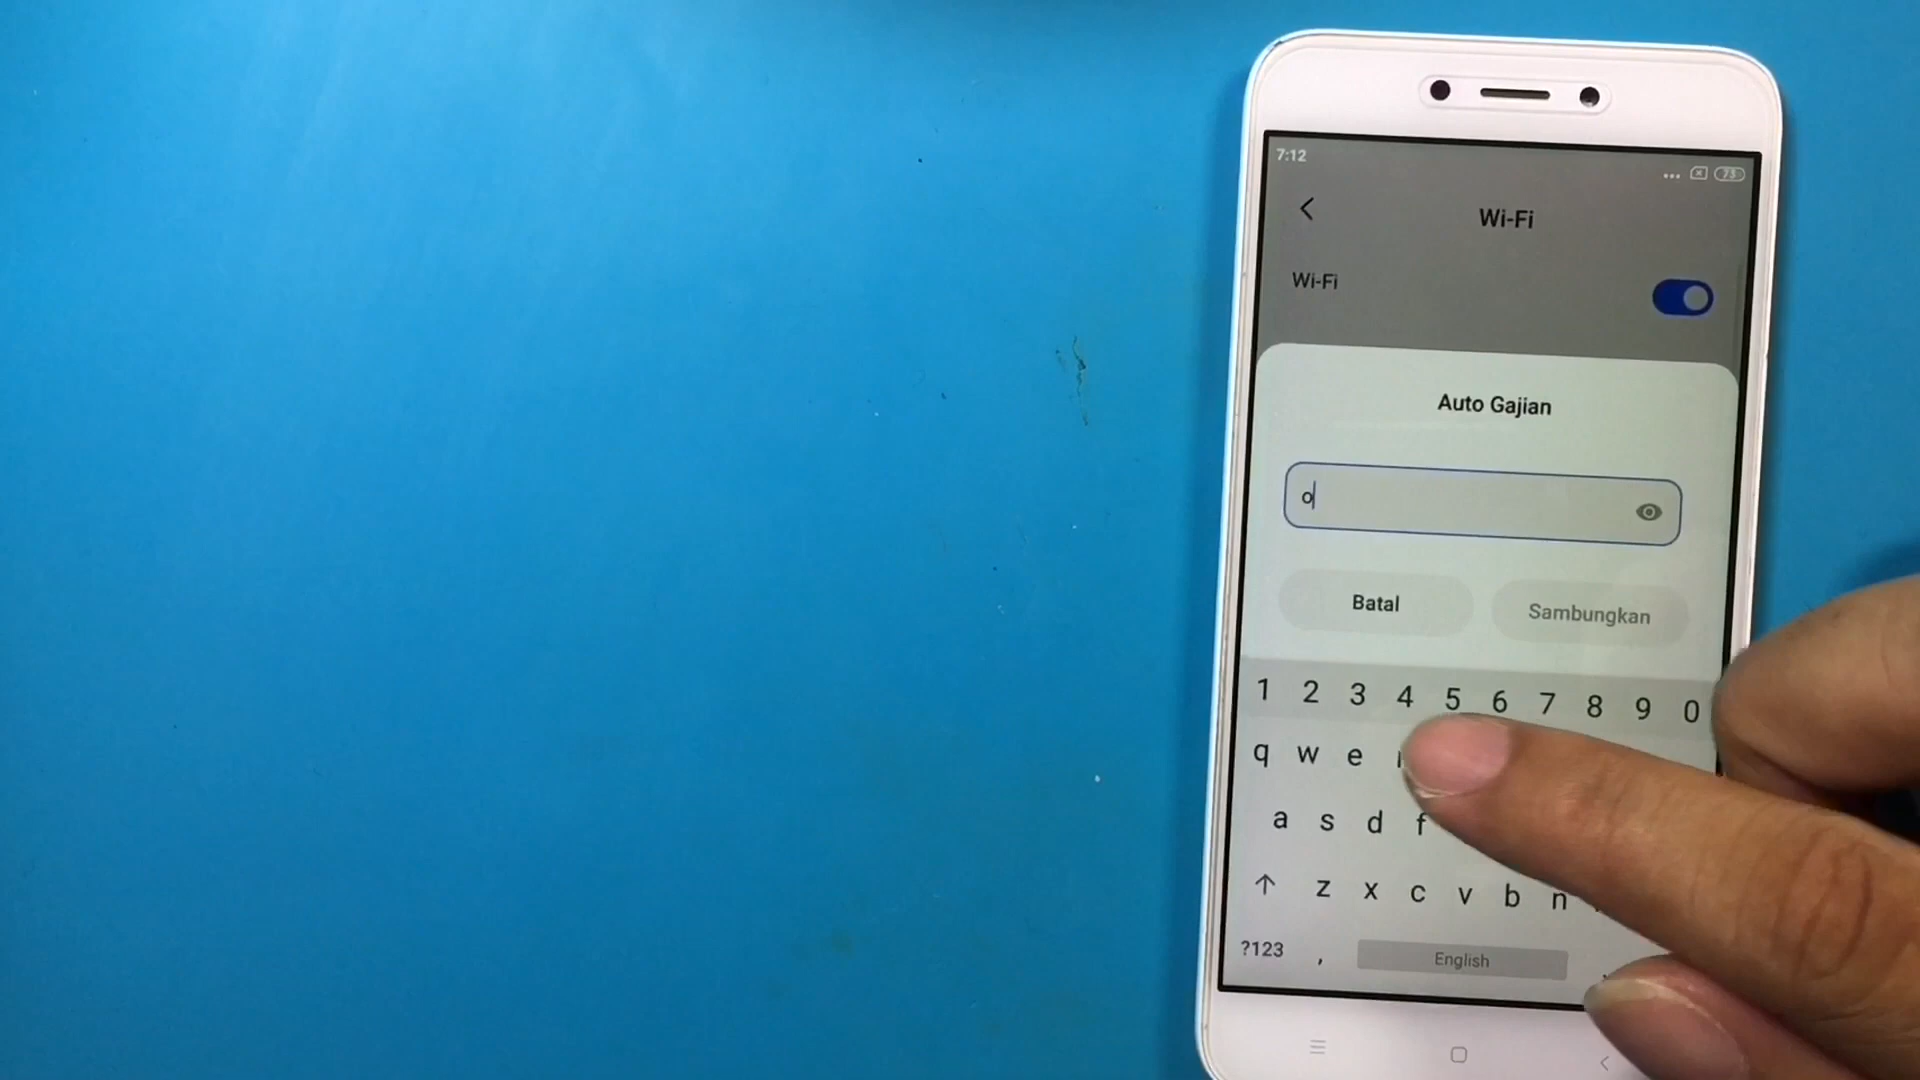 7:12
73
Wi-Fi
Wi-Fi
Auto Gajian
o
Batal
Sambungkan
1 2 3 4 5 6 7 8 9 0
q w e
a s d f
z x c v b n
?123 , English .